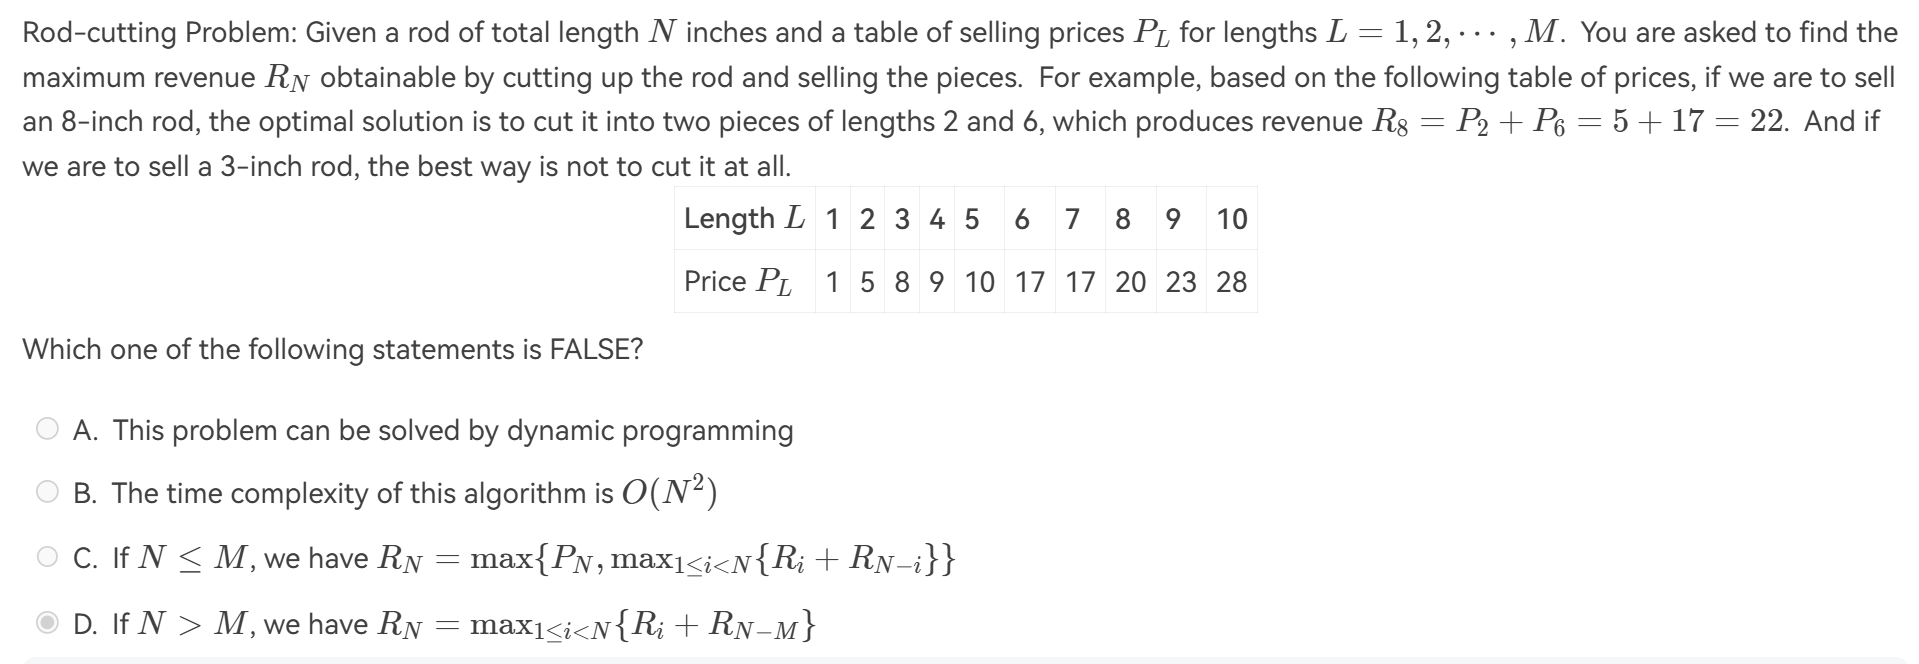 Rod-cutting Problem: Given a rod of total length N inches and a table of selling prices P_L for lengths L = 1, 2, ⋯ , M. You are asked to find the
maximum revenue R_N obtainable by cutting up the rod and selling the pieces. For example, based on the following table of prices, if we are to sell
an 8-inch rod, the optimal solution is to cut it into two pieces of lengths 2 and 6, which produces revenue R_8 = P_2 + P_6 = 5 + 17 = 22. And if
we are to sell a 3-inch rod, the best way is not to cut it at all.
Length L 1 2 3 4 5 6 7 8 9 10
Price P_L 1 5 8 9 10 17 17 20 23 28
Which one of the following statements is FALSE?
A. This problem can be solved by dynamic programming
B. The time complexity of this algorithm is O(N^2)
C. If N ≤ M, we have R_N = max{P_N, max_{1≤i<N}{R_i + R_{N−i}}}
D. If N > M, we have R_N = max_{1≤i<N}{R_i + R_{N−M}}